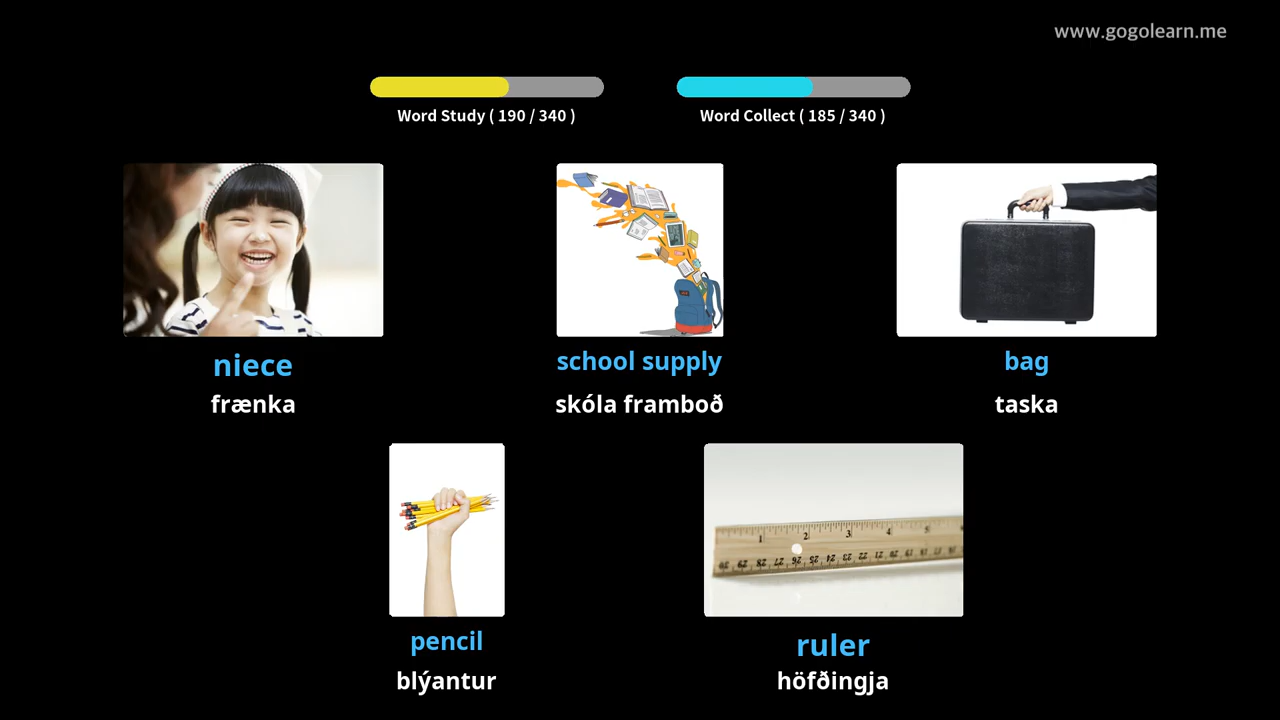 www.gogolearn.me
Word Study ( 190 / 340 )
Word Collect ( 185 / 340 )
niece
frænka
school supply
skóla framboð
bag
taska
pencil
blýantur
ruler
höfðingja